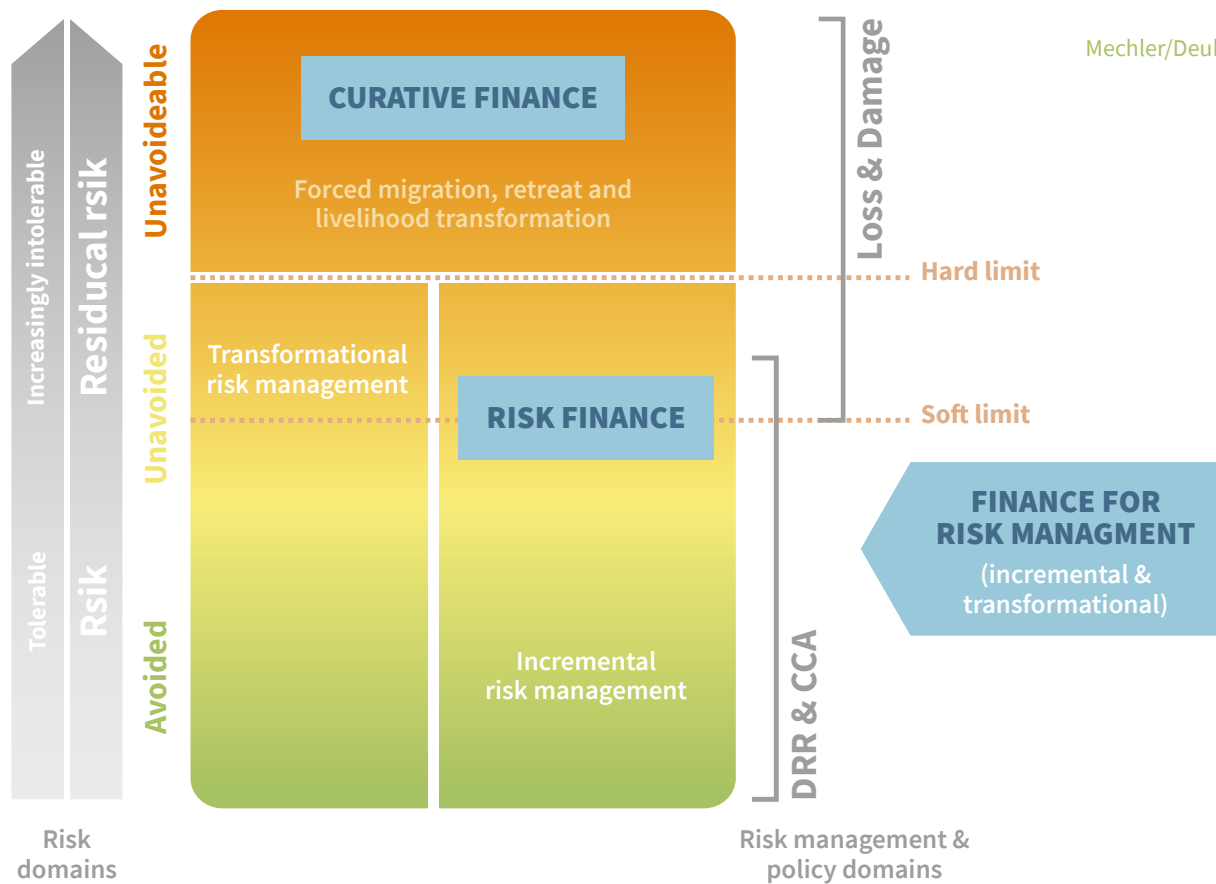 Mechler/Deul
CURATIVE FINANCE
Forced migration, retreat and
livelihood transformation
Unavoideable
Increasingly intolerable
Residucal rsik
Loss & Damage
Hard limit
Transformational
risk management
Unavoided
RISK FINANCE
Soft limit
FINANCE FOR
RISK MANAGMENT
(incremental &
transformational)
Tolerable
Rsik
Avoided
Incremental
risk management
DRR & CCA
Risk
domains
Risk management &
policy domains